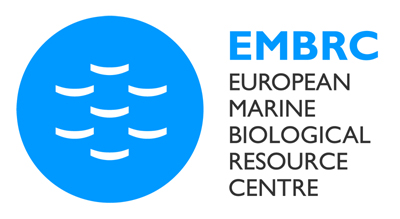 EMBRC
EUROPEAN
MARINE
BIOLOGICAL
RESOURCE
CENTRE